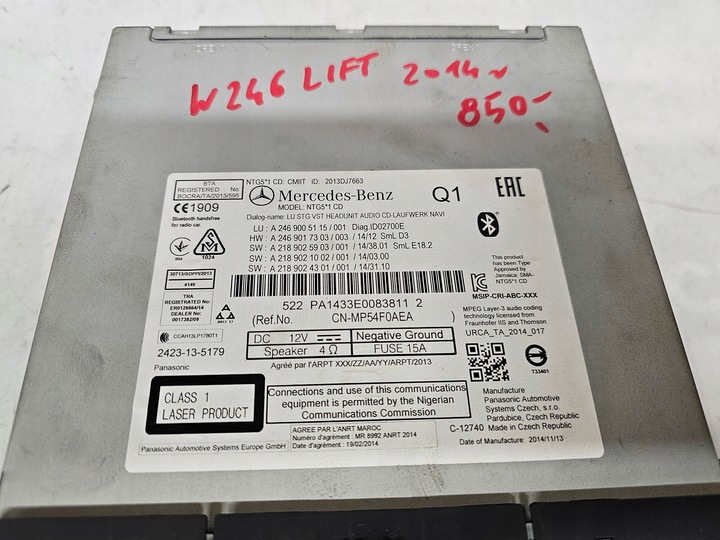 OPEN
OPEN
W246 LIFT 2014r
850,-
BTA
REGISTERED No:
BOCRA/TA/2013/595
NTG5*1 CD: CMIIT ID: 2013DJ7663
Mercedes-Benz
Q1
EAC
MODEL: NTG5*1 CD
CE1909
Bluetooth handsfree
for radio car.
Dialog-name: LU STG VST HEADUNIT AUDIO CD-LAUFWERK NAVI
LU : A 246 900 51 15 / 001 Diag.ID02700E
HW : A 246 901 73 03 / 003 / 14/12 SmL D3
SW : A 218 902 59 03 / 001 / 14/38.01 SmL E18.2
SW : A 218 902 10 02 / 001 / 14/03.00
SW : A 218 902 43 01 / 001 / 14/31.10
004
1024
30713/SDPPI/2013
4149
TRA
REGISTERED No:
ER0126664/14
DEALER No:
0017382/09
CCAH13LP1780T1
2423-13-5179
Panasonic
522 PA1433E0083811 2
(Ref.No. CN-MP54F0AEA )
DC 12V Negative Ground
Speaker 4Ω FUSE 15A
Agréé par l'ARPT XXX/ZZ/AA/YY/ARPT/2013
This product has
been Type Approved by
Jamaica: SMA-
NTG5*1 CD
MSIP-CRI-ABC-XXX
MPEG Layer-3 audio coding
technology licensed from
Fraunhofer IIS and Thomson
URCA_TA_2014_017
T33401
CLASS 1
LASER PRODUCT
Connections and use of this communications
equipment is permitted by the Nigerian
Communications Commission
Manufacture
Panasonic Automotive
Systems Czech, s.r.o.
Pardubice, Czech Republic
C-12740 Made in Czech Republic
Date of Manufacture: 2014/11/13
Panasonic Automotive Systems Europe GmbH
AGREE PAR L'ANRT MAROC
Numéro d'agrément : MR 8992 ANRT 2014
Date d'agrément : 19/02/2014